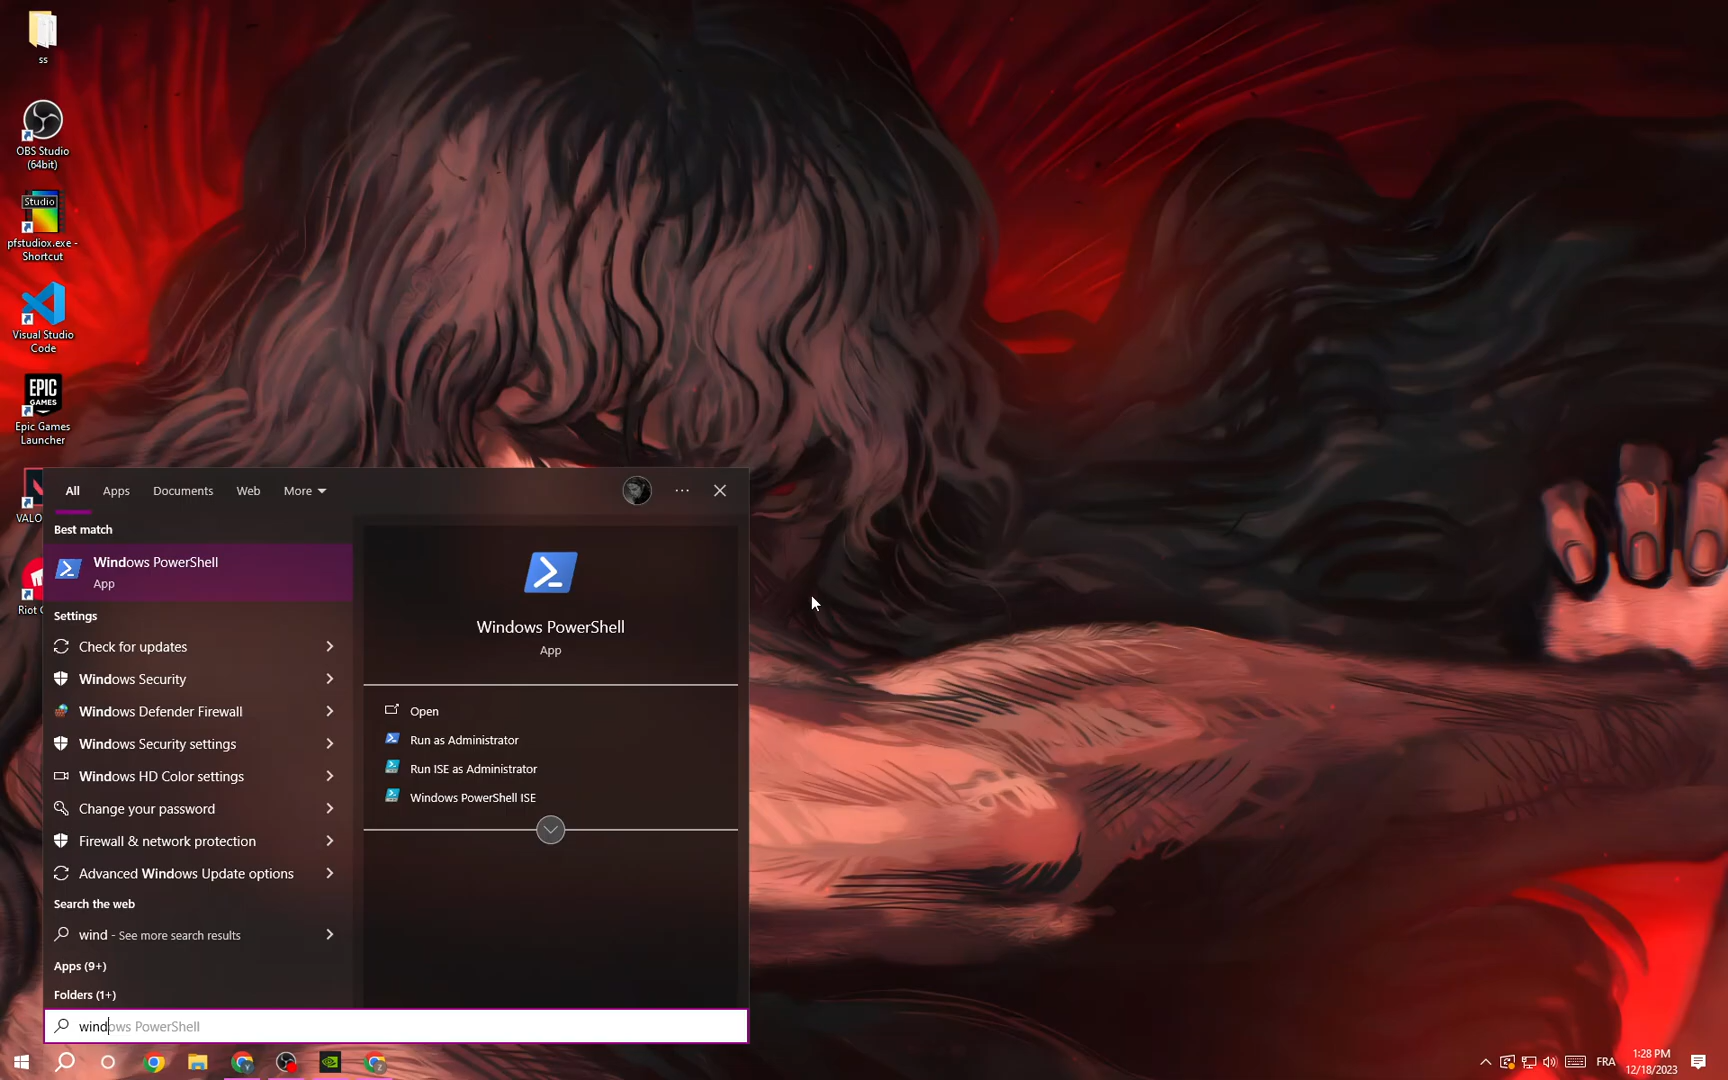 ss
OBS Studio
(64bit)
Studio
pfstudiox.exe -
Shortcut
Visual Studio
Code
EPIC
GAMES
Epic Games
Launcher
VALO
Riot
All Apps Documents Web More
Best match
Windows PowerShell
App
Settings
Check for updates
Windows Security
Windows Defender Firewall
Windows Security settings
Windows HD Color settings
Change your password
Firewall & network protection
Advanced Windows Update options
Search the web
wind - See more search results
Apps (9+)
Folders (1+)
windows PowerShell
Windows PowerShell
App
Open
Run as Administrator
Run ISE as Administrator
Windows PowerShell ISE
FRA
1:28 PM
12/18/2023